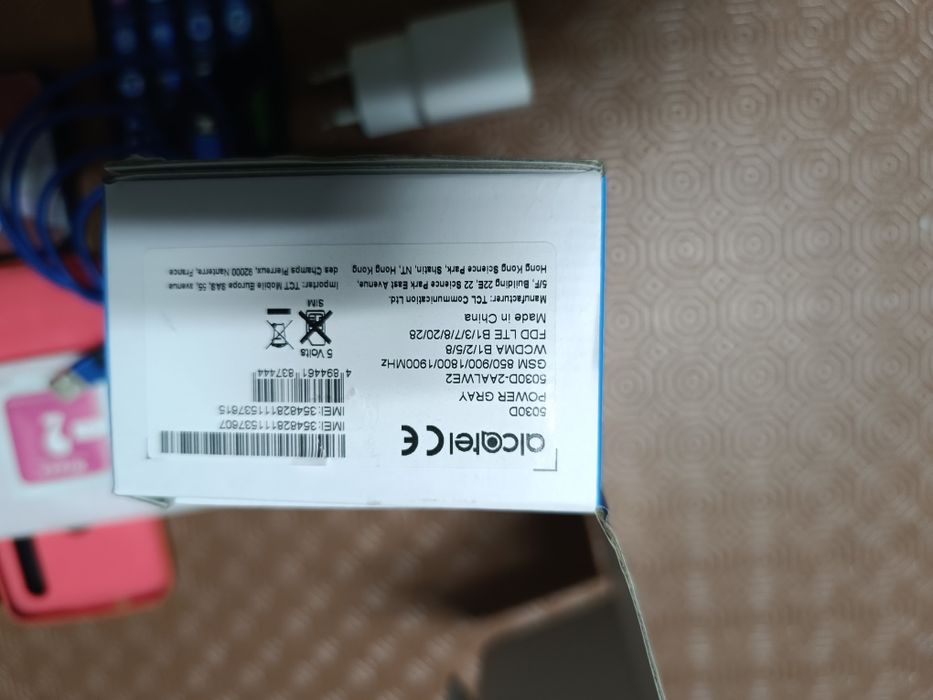 alcatel CE
5030D
POWER GRAY
5030D-2AALWE2
GSM 850/900/1800/1900MHz
WCDMA B1/2/5/8
FDD LTE B1/3/7/8/20/28
Made in China
Manufacturer: TCL Communication Ltd.
5/F, Building 22E, 22 Science Park East Avenue,
Hong Kong Science Park, Shatin, NT, Hong Kong
IMEI: 354828111537807
IMEI: 354828111537815
4 894461 837444
5 Volts
SIM
Importer: TCT Mobile Europe SAS, 55, avenue
des Champs Pierreux, 92000 Nanterre, France